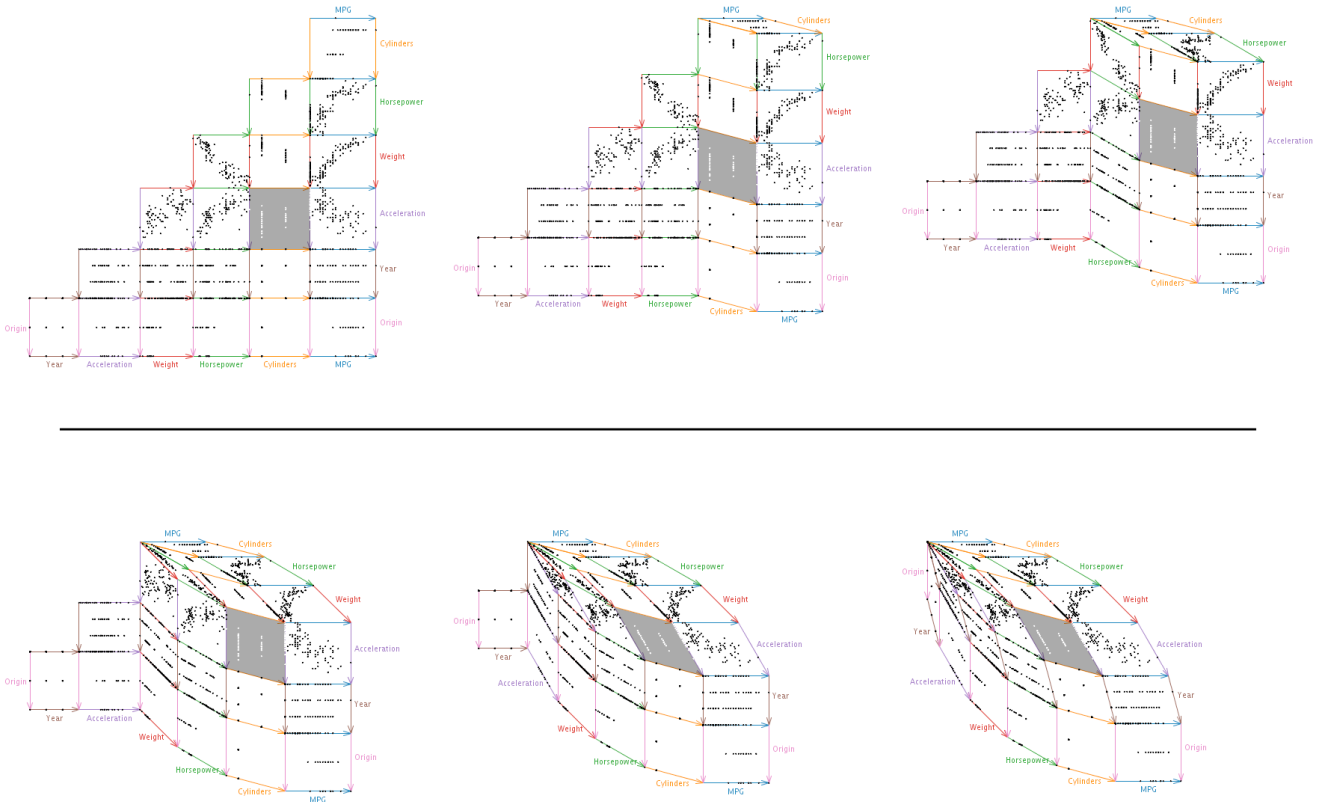 MPG
Cylinders
Horsepower
Weight
Acceleration
Year
Origin
Origin
Year
Acceleration
Weight
Horsepower
Cylinders
MPG
MPG
Cylinders
Horsepower
Weight
Acceleration
Year
Origin
Origin
Year
Acceleration
Weight
Horsepower
Cylinders
MPG
MPG
Cylinders
Horsepower
Weight
Acceleration
Year
Origin
Origin
Year
Acceleration
Weight
Horsepower
Cylinders
MPG
MPG
Cylinders
Horsepower
Weight
Acceleration
Year
Origin
Origin
Year
Acceleration
Weight
Horsepower
Cylinders
MPG
MPG
Cylinders
Horsepower
Weight
Acceleration
Year
Origin
Origin
Year
Acceleration
Weight
Horsepower
Cylinders
MPG
MPG
Cylinders
Horsepower
Weight
Acceleration
Year
Origin
Origin
Year
Acceleration
Weight
Horsepower
Cylinders
MPG